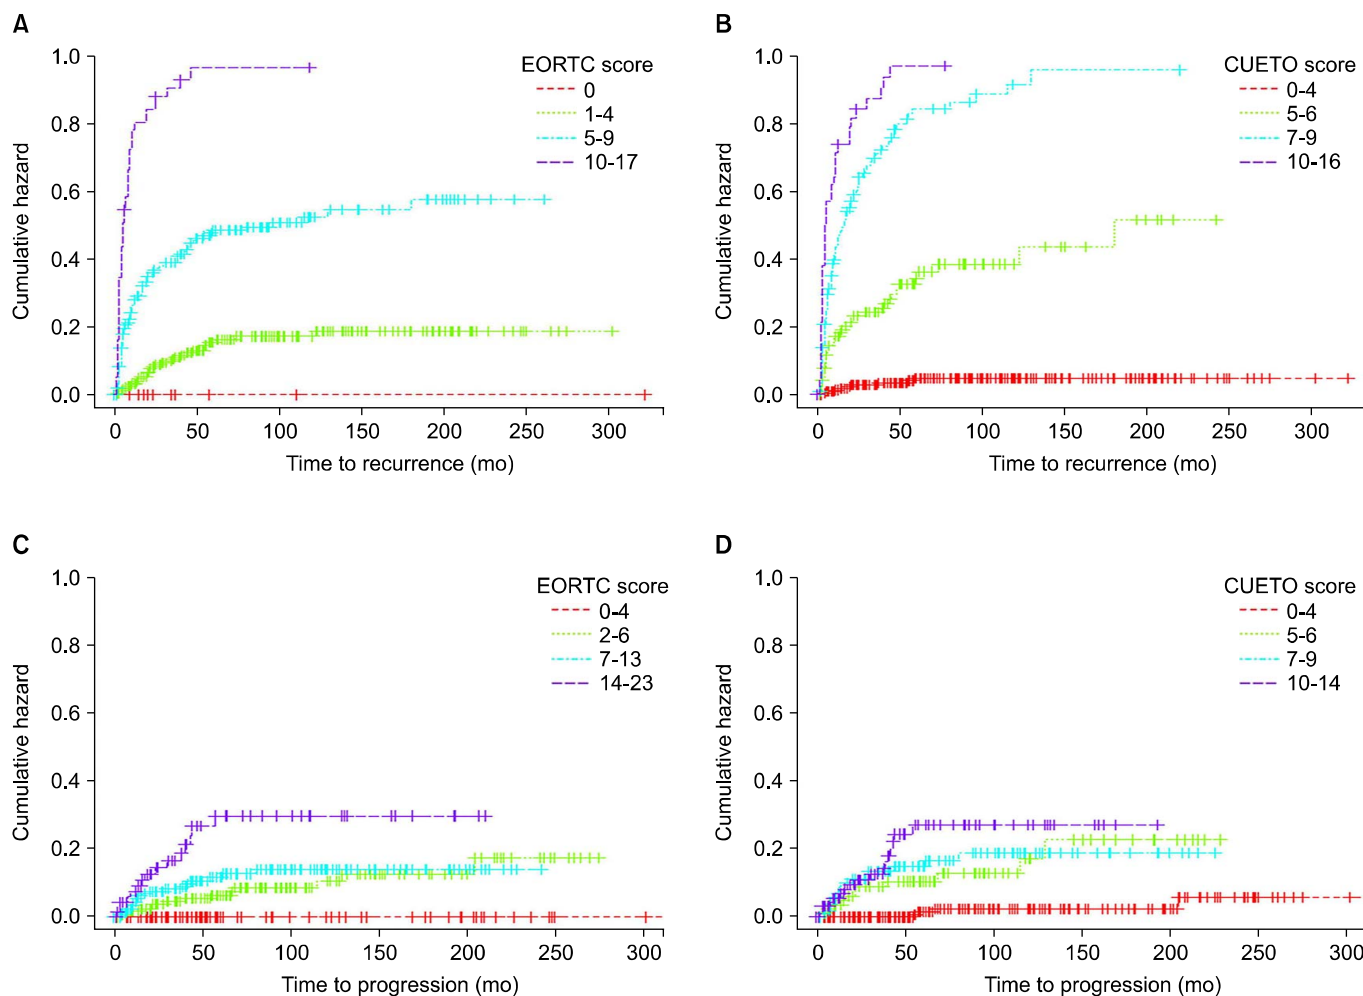 A
EORTC score
0
1-4
5-9
10-17
Cumulative hazard
1.0
0.8
0.6
0.4
0.2
0.0
0 50 100 150 200 250 300
Time to recurrence (mo)
B
CUETO score
0-4
5-6
7-9
10-16
Cumulative hazard
1.0
0.8
0.6
0.4
0.2
0.0
0 50 100 150 200 250 300
Time to recurrence (mo)
C
EORTC score
0-4
2-6
7-13
14-23
Cumulative hazard
1.0
0.8
0.6
0.4
0.2
0.0
0 50 100 150 200 250 300
Time to progression (mo)
D
CUETO score
0-4
5-6
7-9
10-14
Cumulative hazard
1.0
0.8
0.6
0.4
0.2
0.0
0 50 100 150 200 250 300
Time to progression (mo)